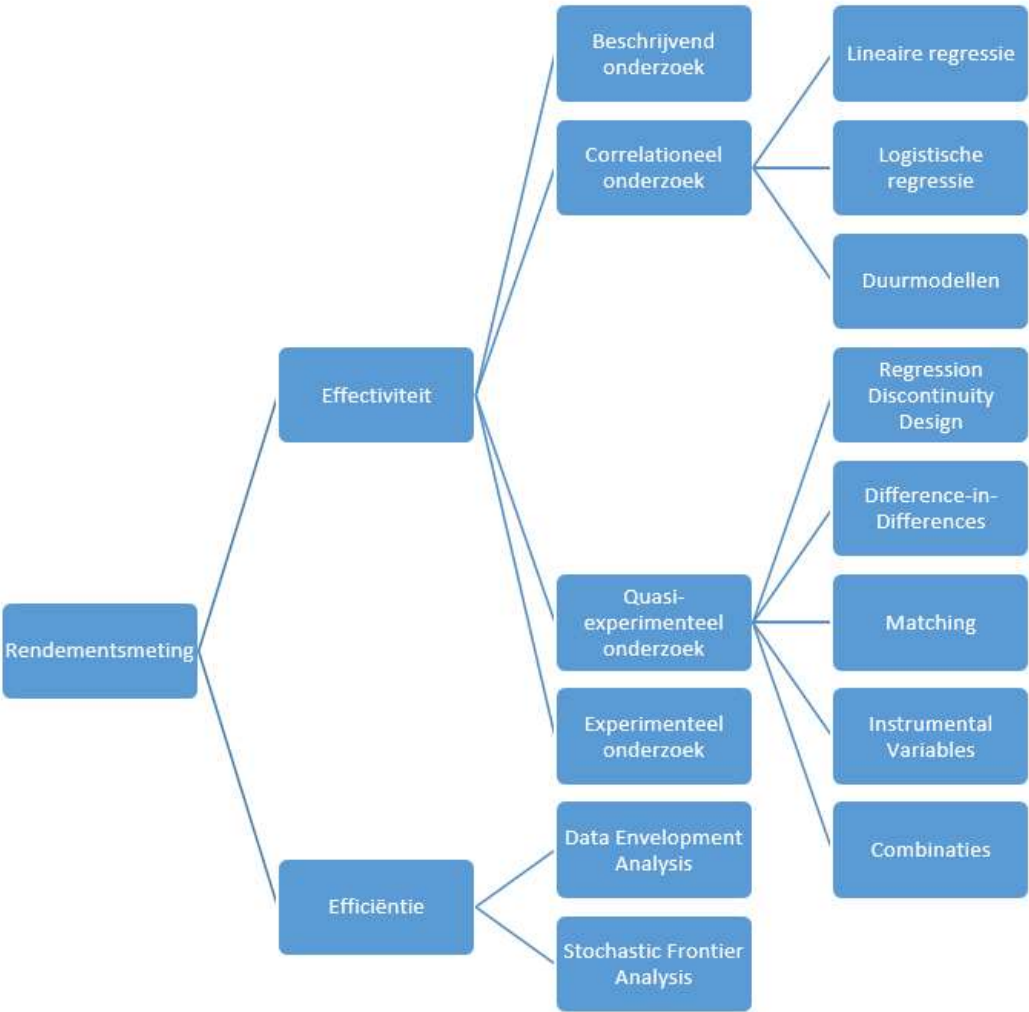 Beschrijvend
onderzoek
Lineaire regressie
Correlationeel
onderzoek
Logistische
regressie
Duurmodellen
Effectiviteit
Regression
Discontinuity
Design
Difference-in-
Differences
Rendementsmeting
Quasi-
experimenteel
onderzoek
Matching
Experimenteel
onderzoek
Instrumental
Variables
Data Envelopment
Analysis
Combinaties
Efficiëntie
Stochastic Frontier
Analysis